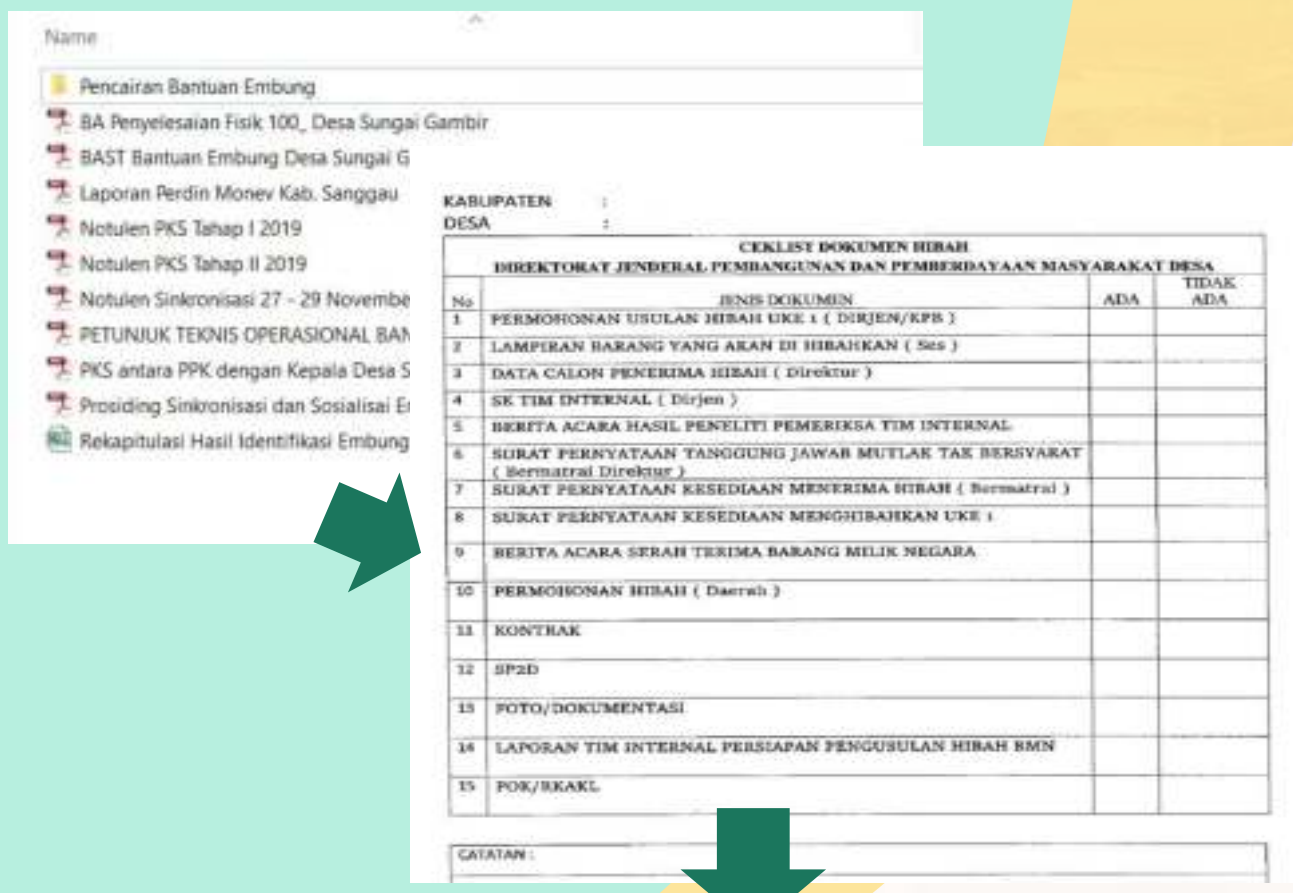 Name
Pencairan Bantuan Embung
BA Penyelesaian Fisik 100_ Desa Sungai Gambir
BAST Bantuan Embung Desa Sungai G
Laporan Perdin Monev Kab. Sanggau
Notulen PKS Tahap I 2019
Notulen PKS Tahap II 2019
Notulen Sinkronisasi 27 - 29 Novembe
PETUNJUK TEKNIS OPERASIONAL BAN
PKS antara PPK dengan Kepala Desa S
Prosiding Sinkronisasi dan Sosialisai E
Rekapitulasi Hasil Identifikasi Embung
KABUPATEN :
DESA :
CEKLIST DOKUMEN HIBAH
DIREKTORAT JENDERAL PEMBANGUNAN DAN PEMBERDAYAAN MASYARAKAT DESA
No JENIS DOKUMEN ADA TIDAK ADA
1 PERMOHONAN USULAN HIBAH UKE 1 ( DIRJEN/KPB )
2 LAMPIRAN BARANG YANG AKAN DI HIBAHKAN ( Ses )
3 DATA CALON PENERIMA HIBAH ( Direktur )
4 SK TIM INTERNAL ( Dirjen )
5 BERITA ACARA HASIL PENELITI PEMERIKSA TIM INTERNAL
6 SURAT PERNYATAAN TANGGUNG JAWAB MUTLAK TAK BERSYARAT
( Bermatrai Direktur )
7 SURAT PERNYATAAN KESEDIAAN MENERIMA HIBAH ( Bermatrai )
8 SURAT PERNYATAAN KESEDIAAN MENGHIBAHKAN UKE 1
9 BERITA ACARA SERAH TERIMA BARANG MILIK NEGARA
10 PERMOHONAN HIBAH ( Daerah )
11 KONTRAK
12 SP2D
13 FOTO/DOKUMENTASI
14 LAPORAN TIM INTERNAL PERSIAPAN PENGUSULAN HIBAH BMN
15 POK/RKAKL
CATATAN :